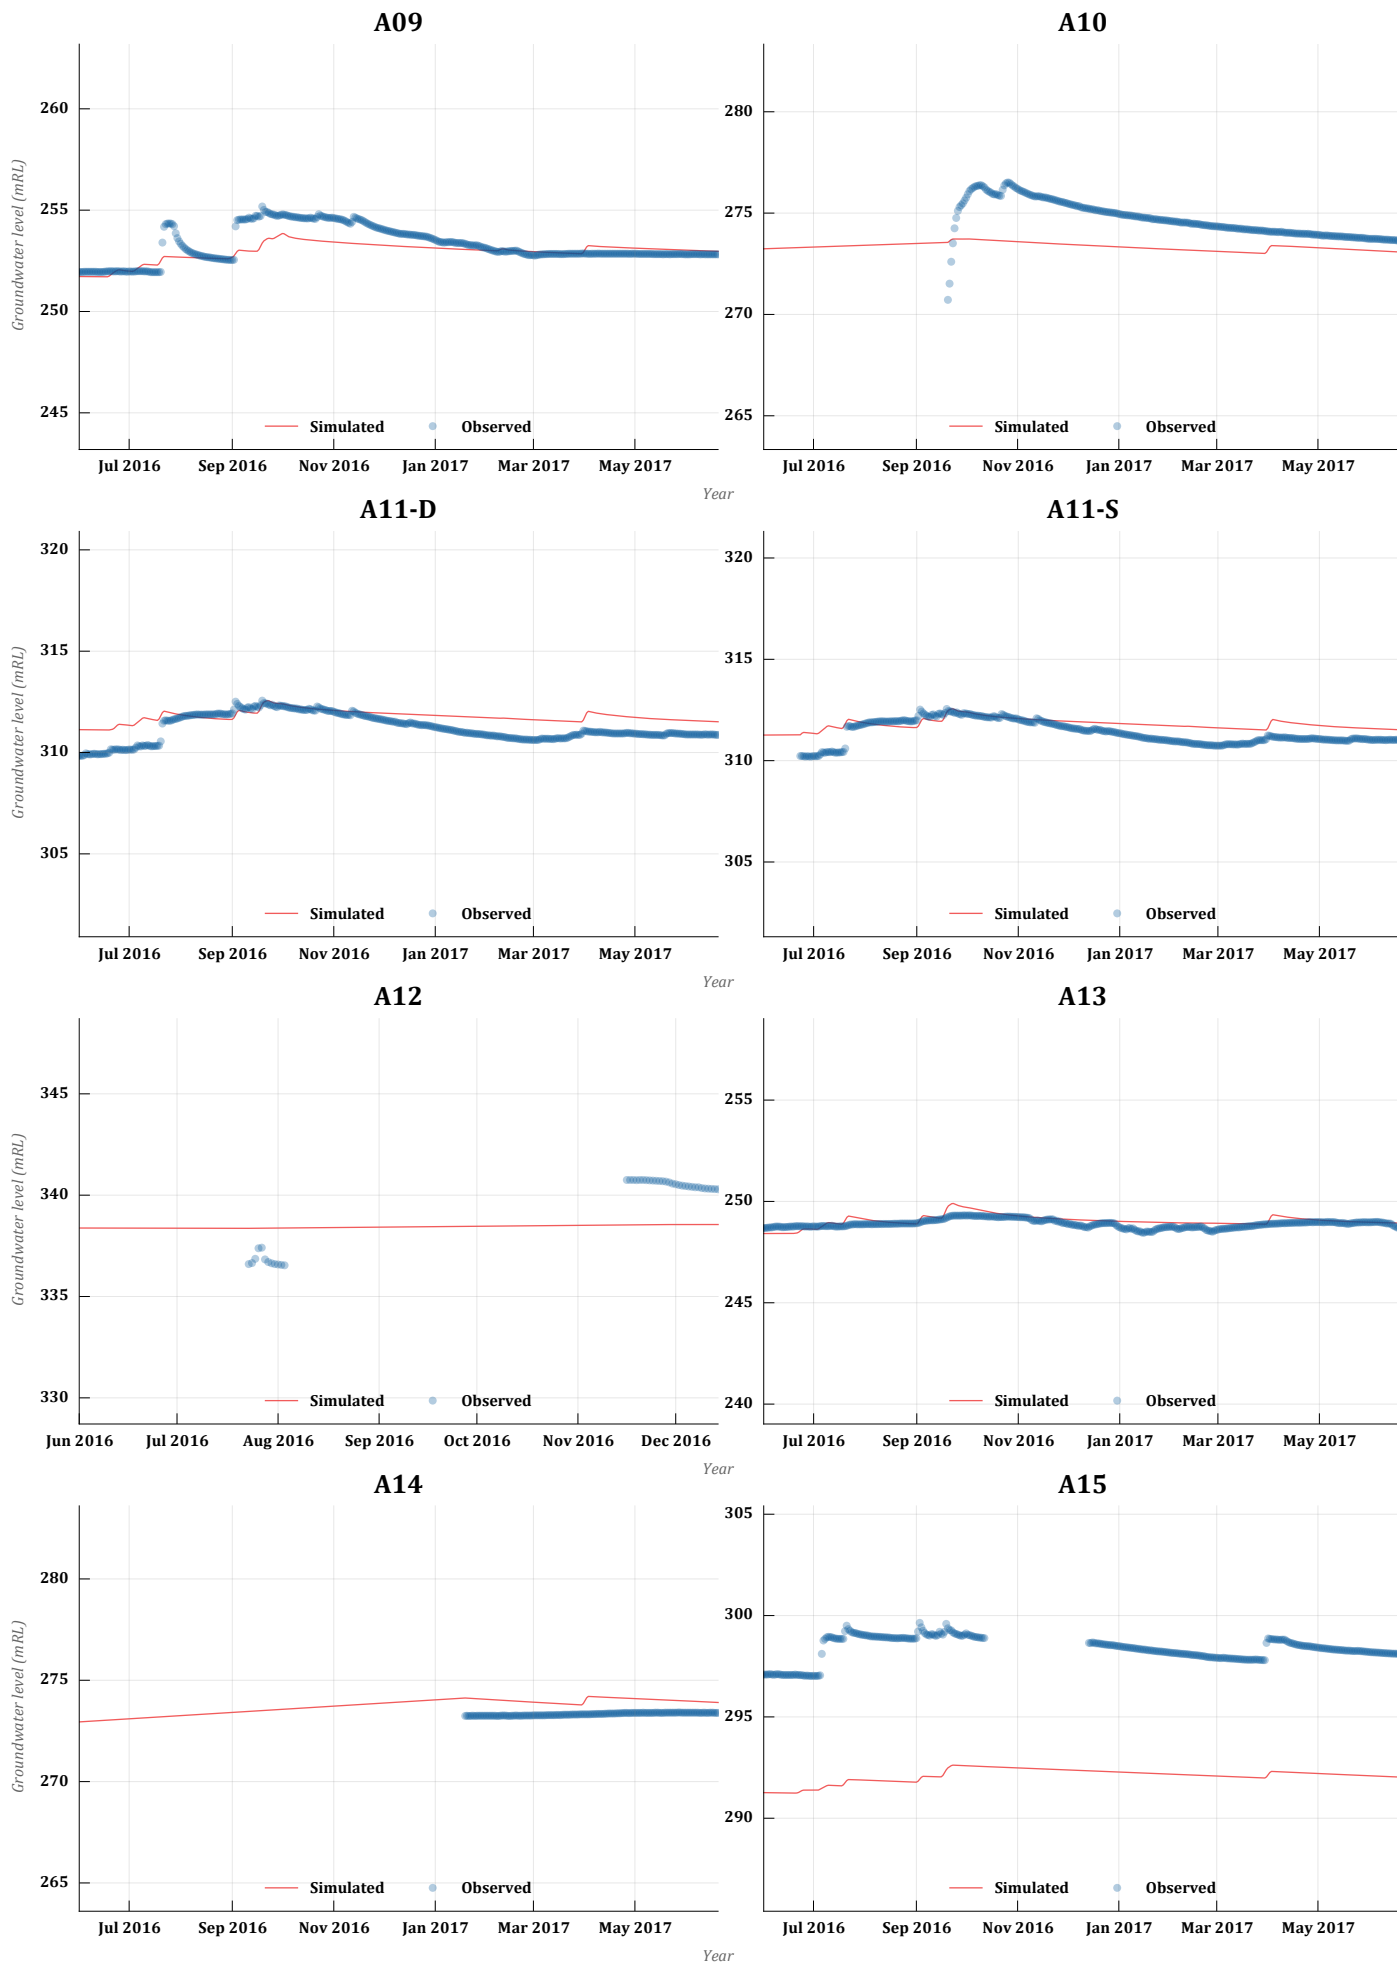 A09
A10
Groundwater level (mRL)
260
255
250
245
280
275
270
265
Simulated Observed
Simulated Observed
Jul 2016 Sep 2016 Nov 2016 Jan 2017 Mar 2017 May 2017
Jul 2016 Sep 2016 Nov 2016 Jan 2017 Mar 2017 May 2017
Year
A11-D
A11-S
Groundwater level (mRL)
320
315
310
305
320
315
310
305
Simulated Observed
Simulated Observed
Jul 2016 Sep 2016 Nov 2016 Jan 2017 Mar 2017 May 2017
Jul 2016 Sep 2016 Nov 2016 Jan 2017 Mar 2017 May 2017
Year
A12
A13
Groundwater level (mRL)
345
340
335
330
255
250
245
240
Simulated Observed
Simulated Observed
Jun 2016 Jul 2016 Aug 2016 Sep 2016 Oct 2016 Nov 2016 Dec 2016
Jul 2016 Sep 2016 Nov 2016 Jan 2017 Mar 2017 May 2017
Year
A14
A15
Groundwater level (mRL)
280
275
270
265
305
300
295
290
Simulated Observed
Simulated Observed
Jul 2016 Sep 2016 Nov 2016 Jan 2017 Mar 2017 May 2017
Jul 2016 Sep 2016 Nov 2016 Jan 2017 Mar 2017 May 2017
Year